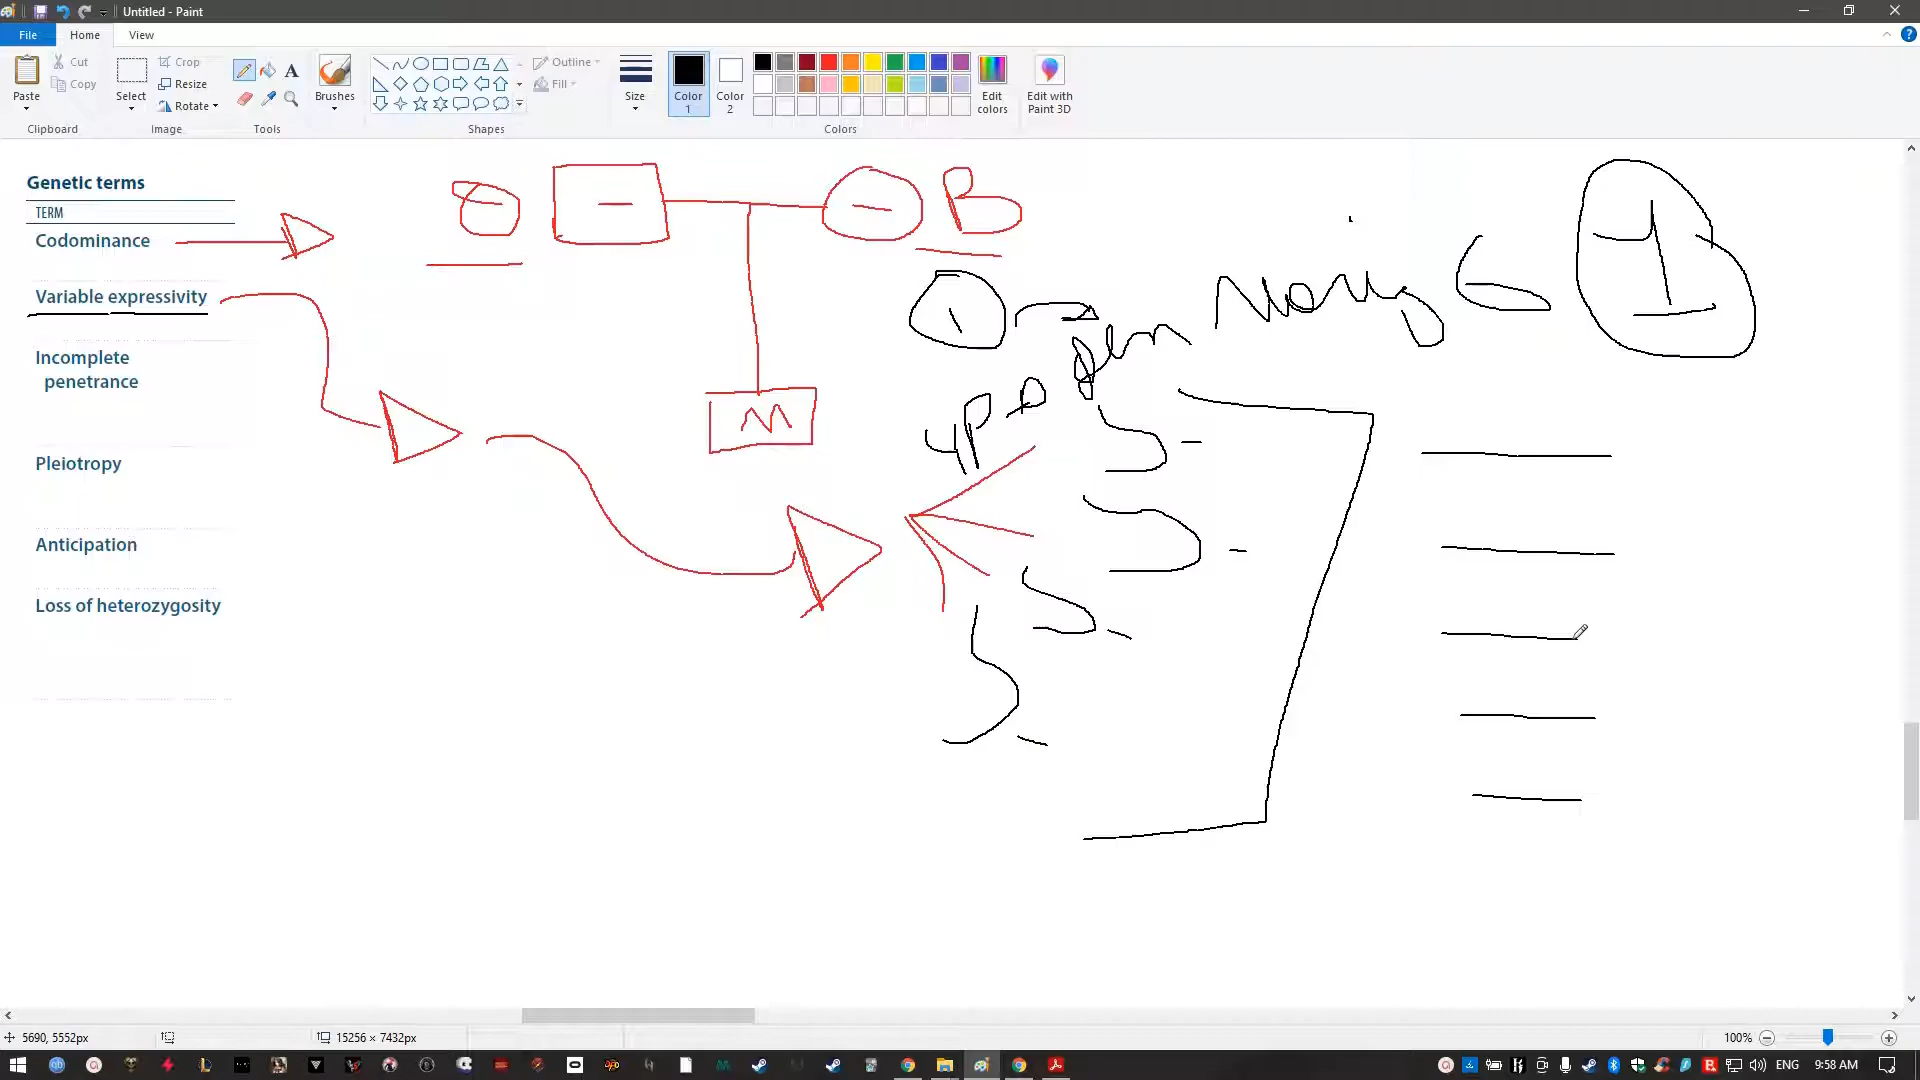 Untitled - Paint
File Home View
Paste
Cut
Copy
Clipboard
Select
Crop
Resize
Rotate
Image
Tools
Brushes
Shapes
Outline
Fill
Size
Color 1
Color 2
Edit colors
Edit with Paint 3D
Colors
Genetic terms
TERM
Codominance
Variable expressivity
Incomplete
penetrance
Pleiotropy
Anticipation
Loss of heterozygosity
B
M
1
5690, 5552px
15256 × 7432px
100%
ENG
9:58 AM